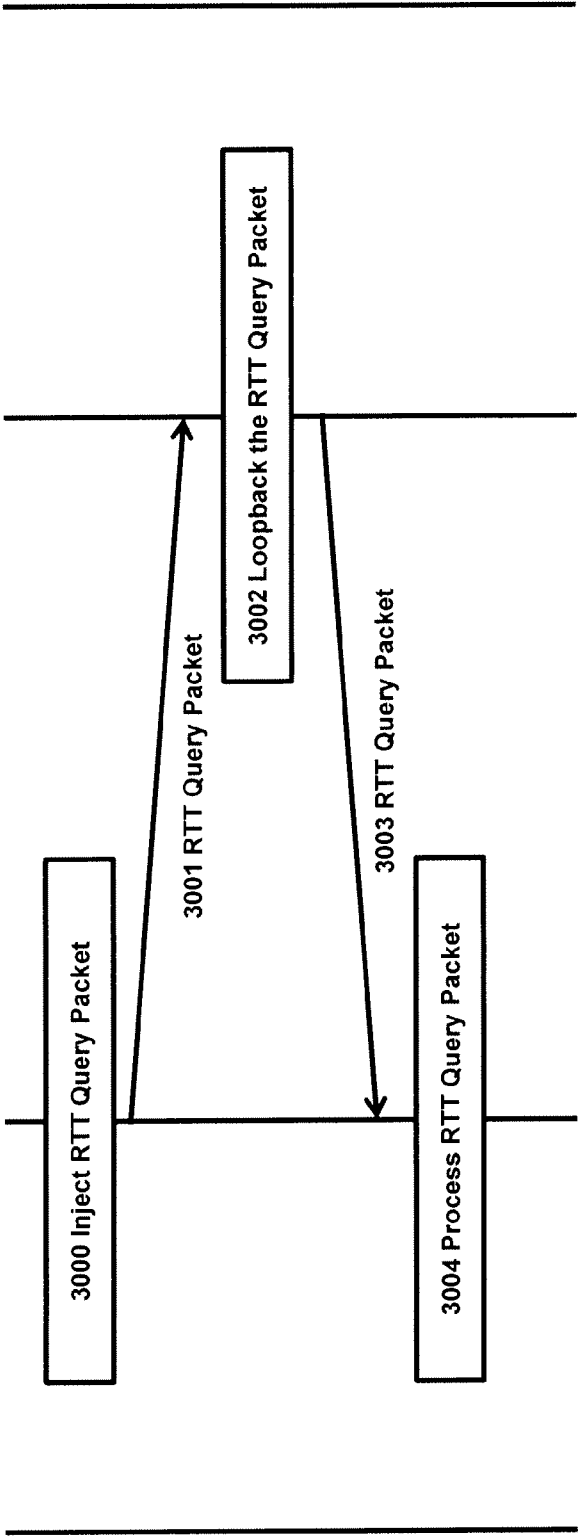 3000 Inject RTT Query Packet
3001 RTT Query Packet
3002 Loopback the RTT Query Packet
3003 RTT Query Packet
3004 Process RTT Query Packet